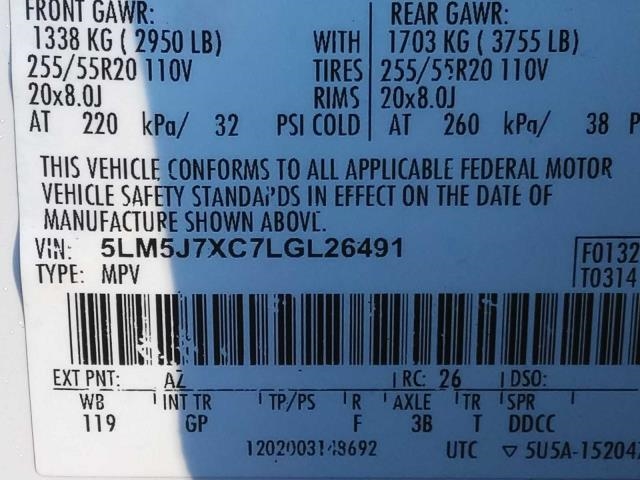 FRONT GAWR: REAR GAWR:
1338 KG ( 2950 LB) WITH 1703 KG ( 3755 LB)
255/55R20 110V TIRES 255/55R20 110V
20x8.0J RIMS 20x8.0J
AT 220 kPa/ 32 PSI COLD AT 260 kPa/ 38 P
THIS VEHICLE CONFORMS TO ALL APPLICABLE FEDERAL MOTOR
VEHICLE SAFETY STANDARDS IN EFFECT ON THE DATE OF
MANUFACTURE SHOWN ABOVE.
VIN: 5LM5J7XC7LGL26491 F0132
TYPE: MPV T0314
EXT PNT: AZ RC: 26 DSO:
WB INT TR TP/PS R AXLE TR SPR
119 GP F 3B T DDCC
1202003148692 UTC ▽ 5U5A-15204